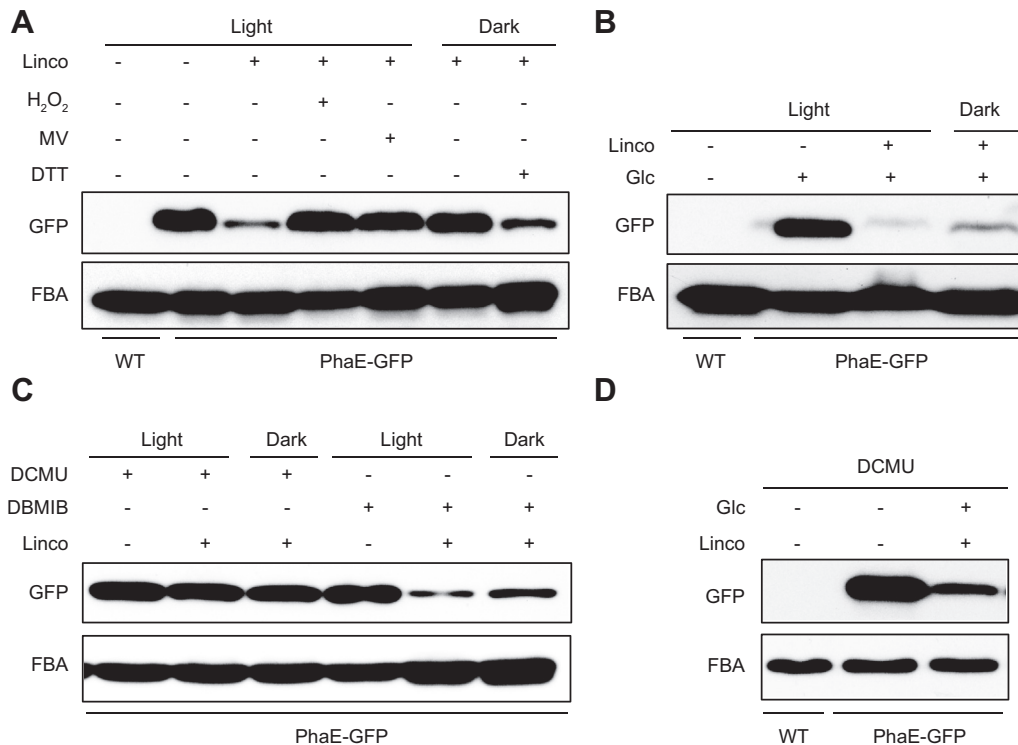 A
Light Dark
Linco - - + + + + +
H₂O₂ - - - + - - -
MV - - - - + - -
DTT - - - - - - +
GFP
FBA
WT PhaE-GFP
B
Light Dark
Linco - - + +
Glc - + + +
GFP
FBA
WT PhaE-GFP
C
Light Dark Light Dark
DCMU + + + - - -
DBMIB - - - + + +
Linco - + + - + +
GFP
FBA
PhaE-GFP
D
DCMU
Glc - - +
Linco - - +
GFP
FBA
WT PhaE-GFP